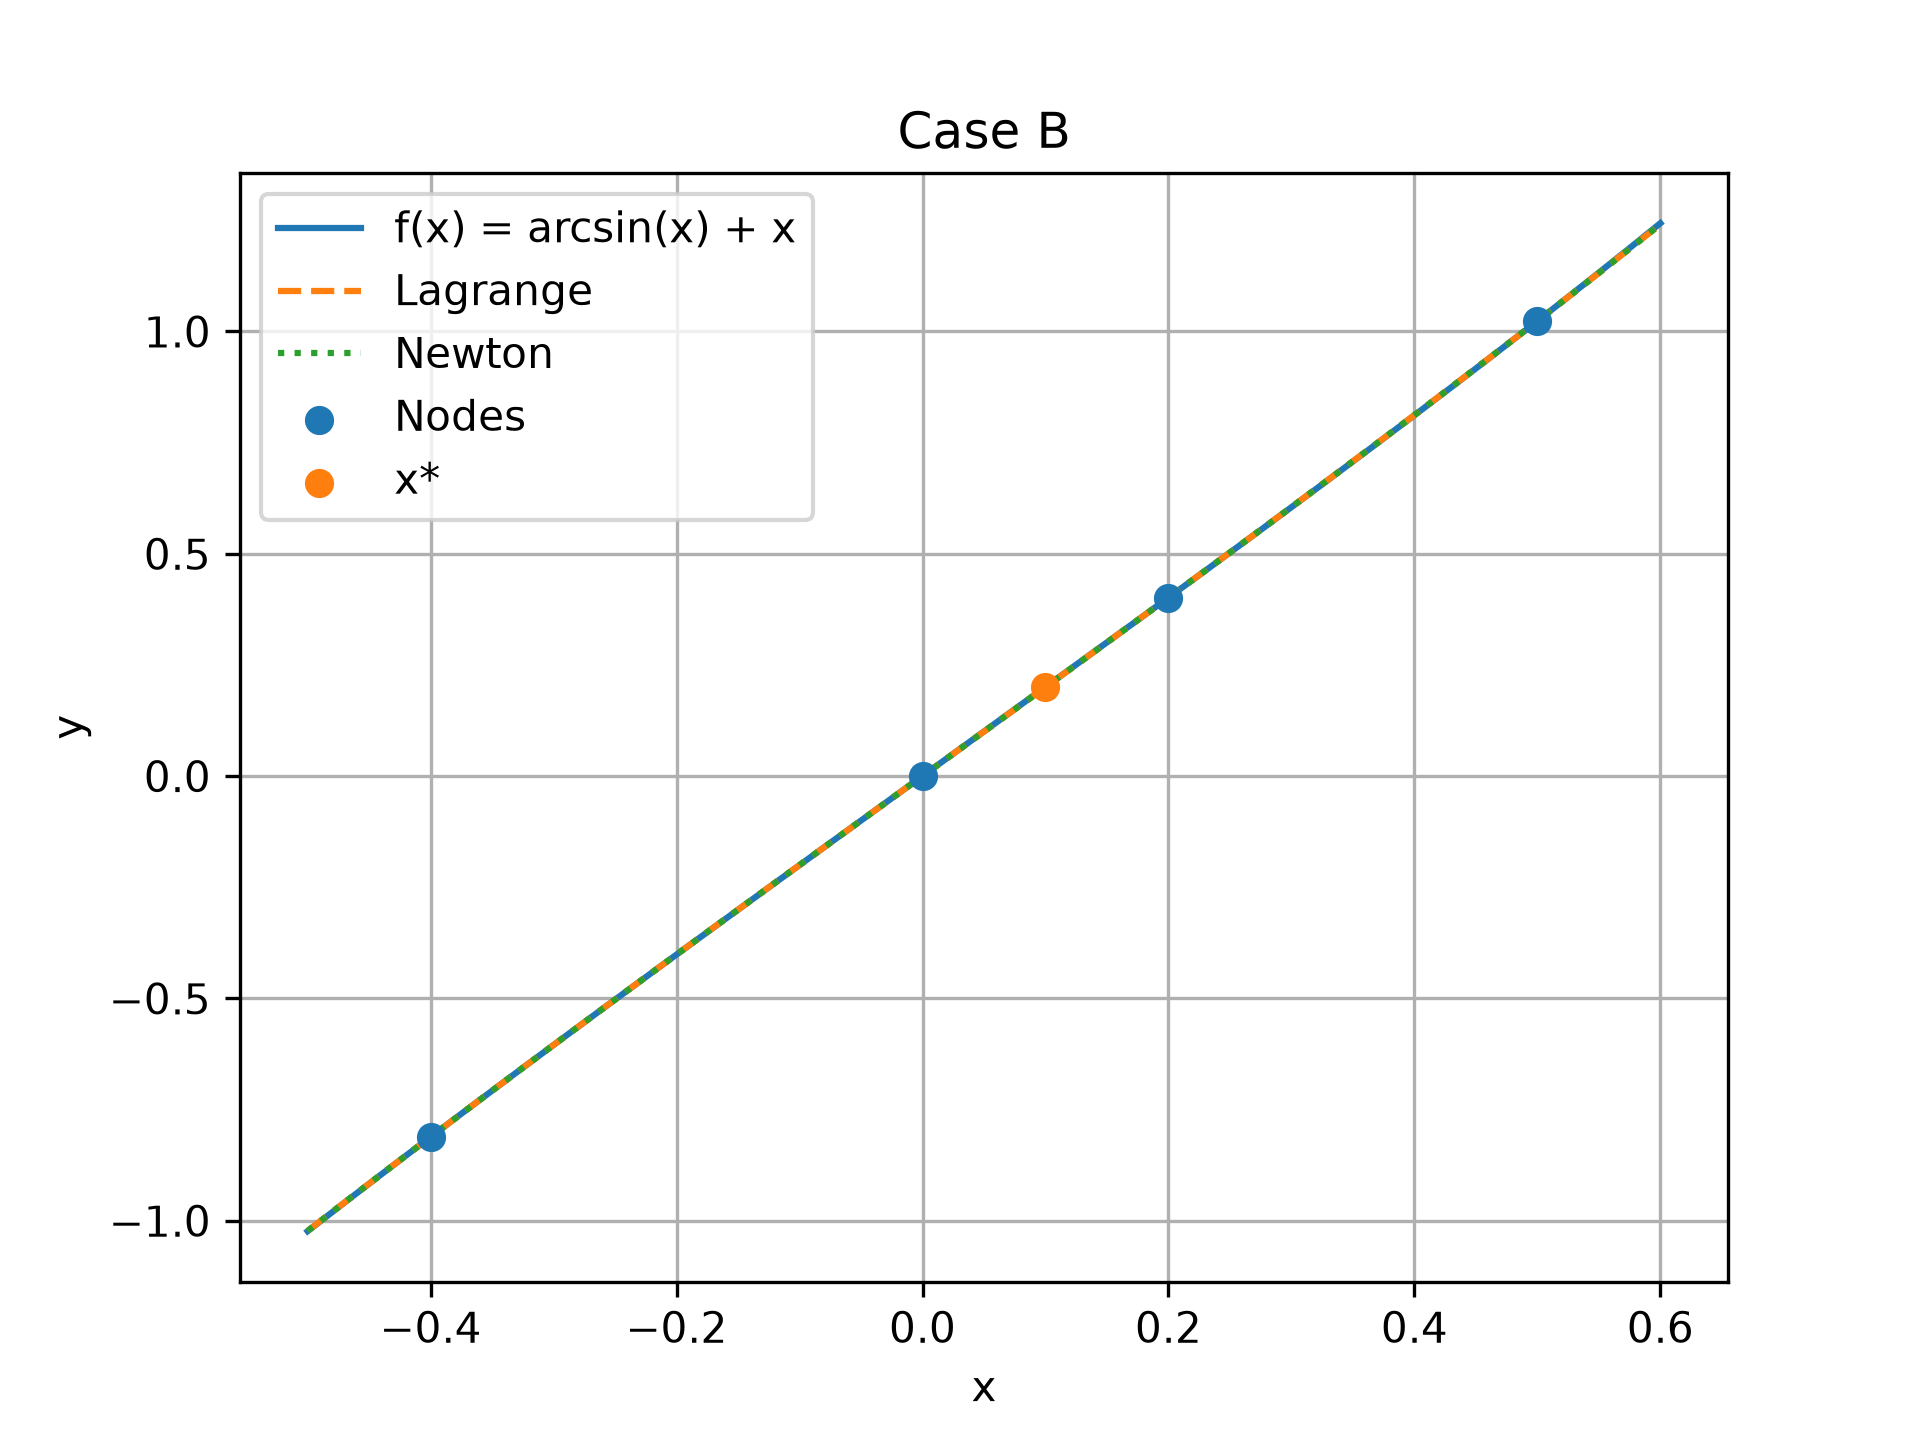 Case B
f(x) = arcsin(x) + x
Lagrange
Newton
Nodes
x*
1.0
0.5
0.0
−0.5
−1.0
y
−0.4 −0.2 0.0 0.2 0.4 0.6
x